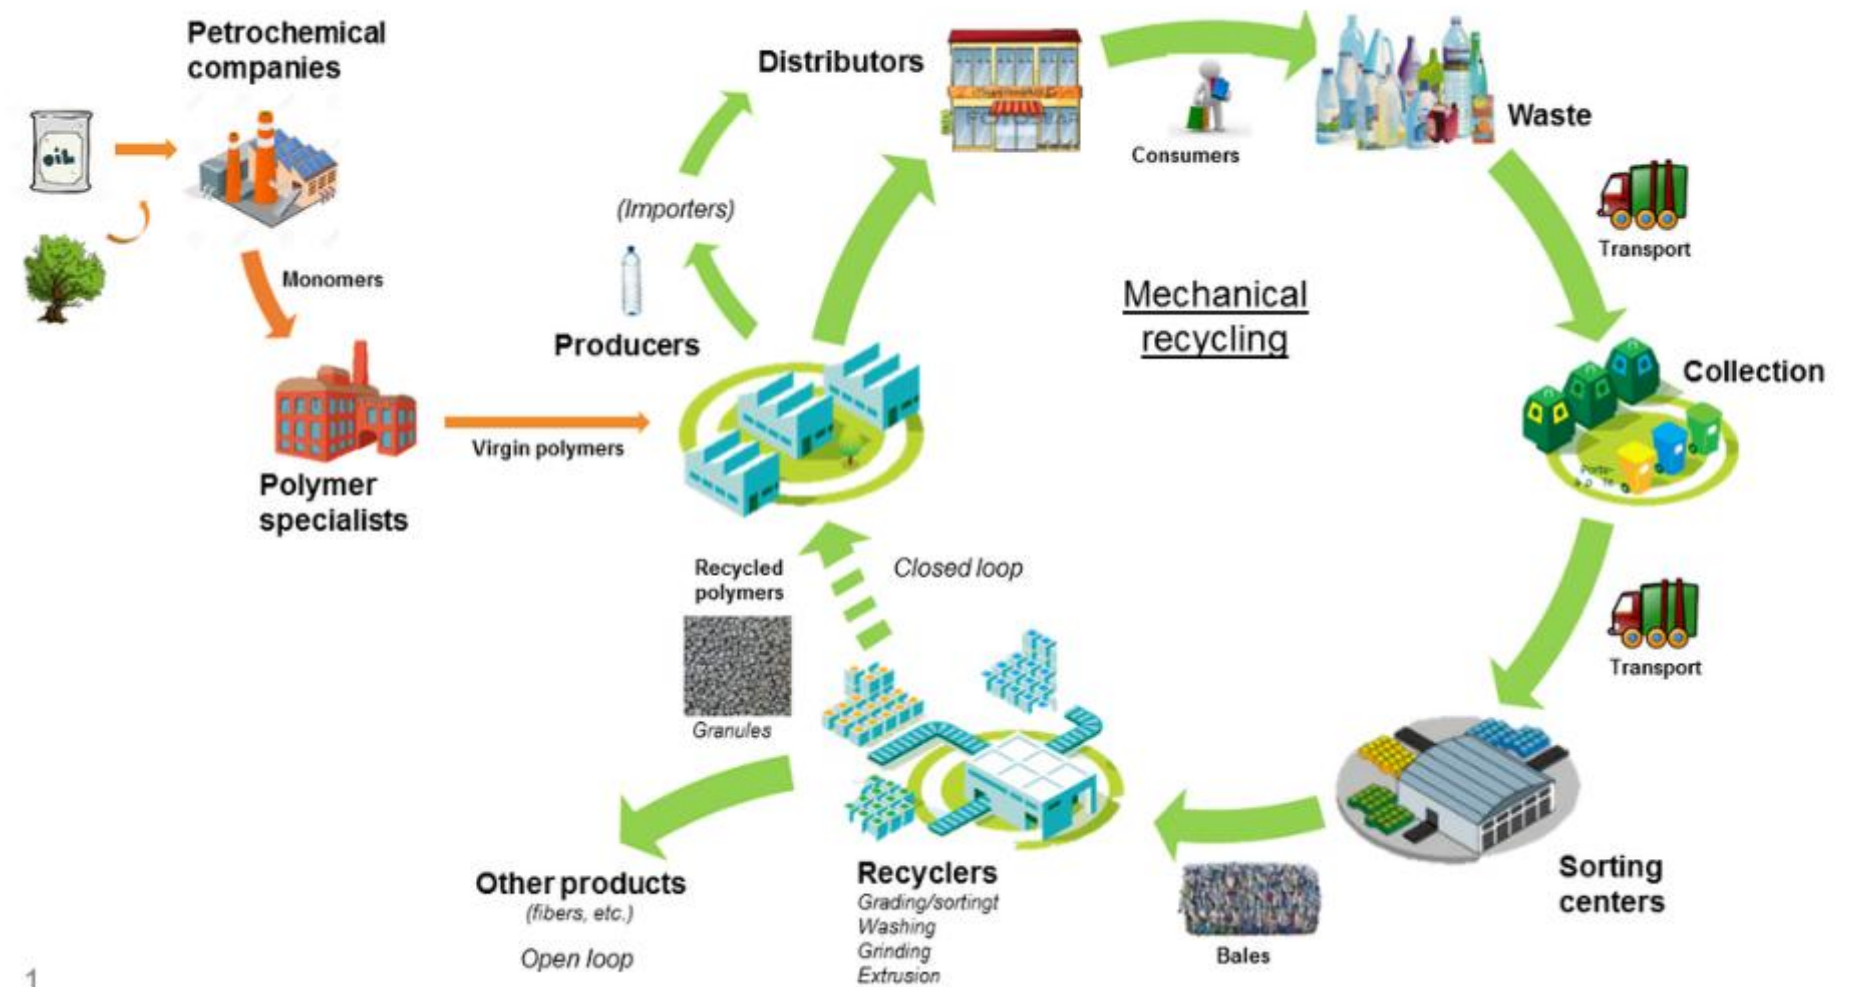 Petrochemical
companies
oil
Monomers
Polymer
specialists
Virgin polymers
Producers
(Importers)
Distributors
Consumers
Waste
Transport
Mechanical
recycling
Collection
Transport
Sorting
centers
Bales
Recyclers
Grading/sortingt
Washing
Grinding
Extrusion
Closed loop
Recycled
polymers
Granules
Other products
(fibers, etc.)
Open loop
1